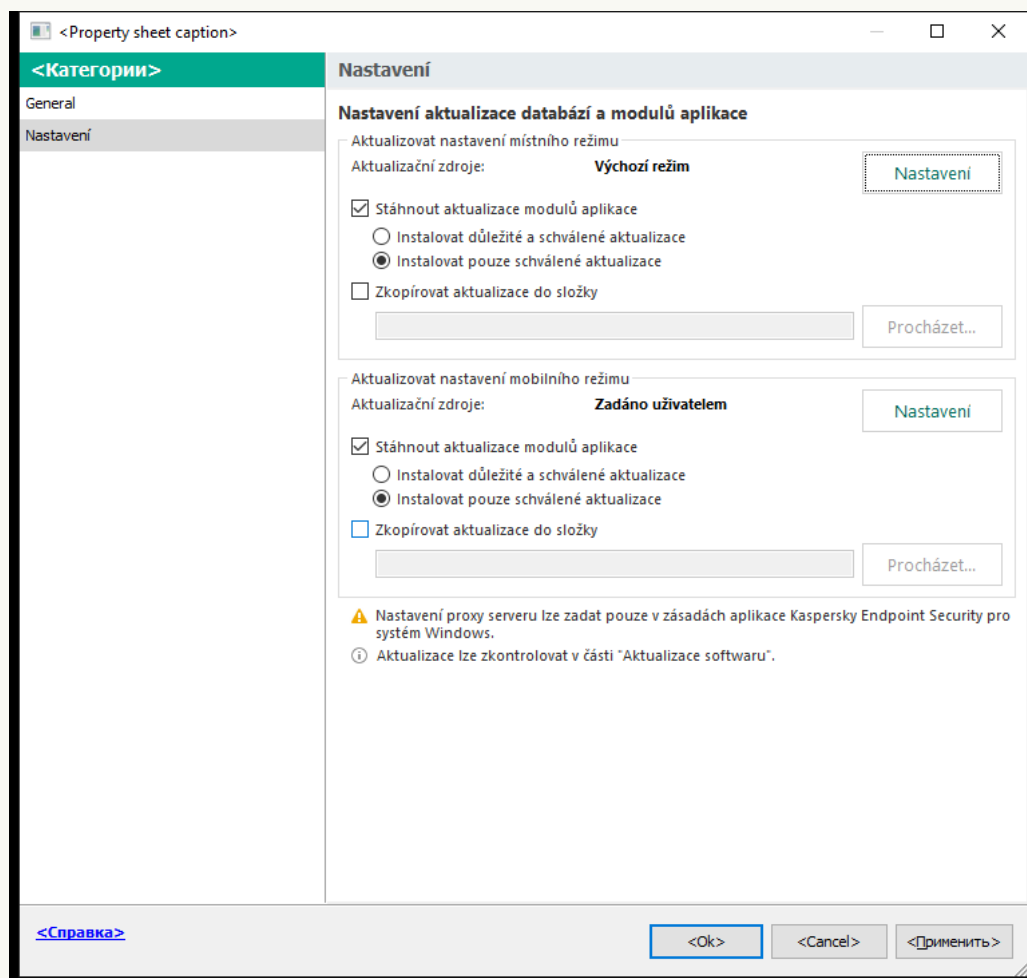 <Property sheet caption>
<Категории>
General
Nastavení
Nastavení
Nastavení aktualizace databází a modulů aplikace
Aktualizovat nastavení místního režimu
Aktualizační zdroje: Výchozí režim Nastavení
Stáhnout aktualizace modulů aplikace
Instalovat důležité a schválené aktualizace
Instalovat pouze schválené aktualizace
Zkopírovat aktualizace do složky
Procházet...
Aktualizovat nastavení mobilního režimu
Aktualizační zdroje: Zadáno uživatelem Nastavení
Stáhnout aktualizace modulů aplikace
Instalovat důležité a schválené aktualizace
Instalovat pouze schválené aktualizace
Zkopírovat aktualizace do složky
Procházet...
Nastavení proxy serveru lze zadat pouze v zásadách aplikace Kaspersky Endpoint Security pro
systém Windows.
Aktualizace lze zkontrolovat v části "Aktualizace softwaru".
<Справка>
<Ok> <Cancel> <Применить>